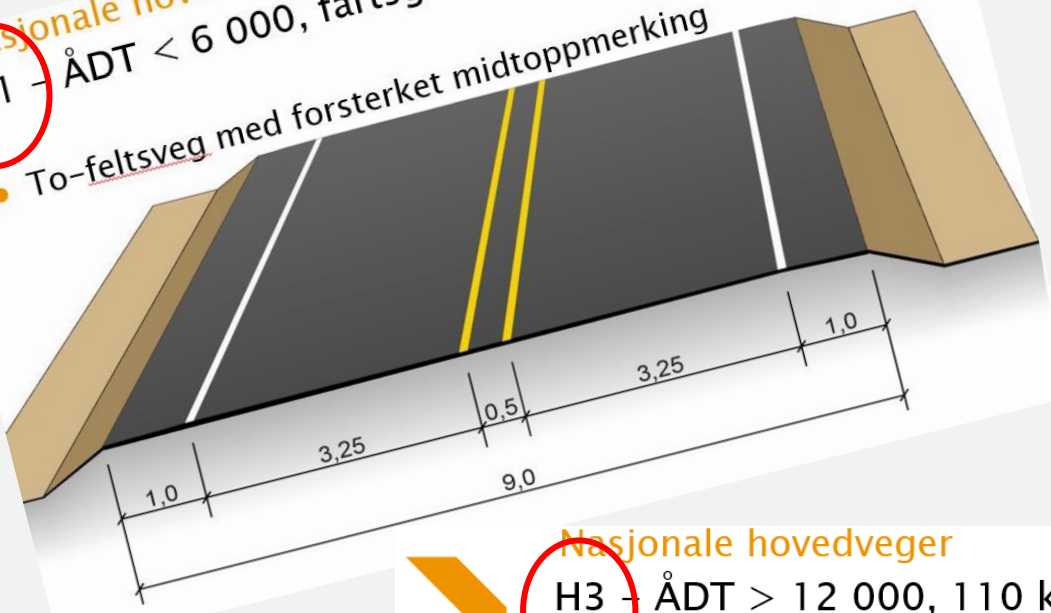 ÅDT < 6 000,
To-feltsveg med forsterket midtoppmerking
1,0
3,25
0,5
3,25
1,0
9,0
Nasjonale hovedveger
H3 – ÅDT > 12 000, 110